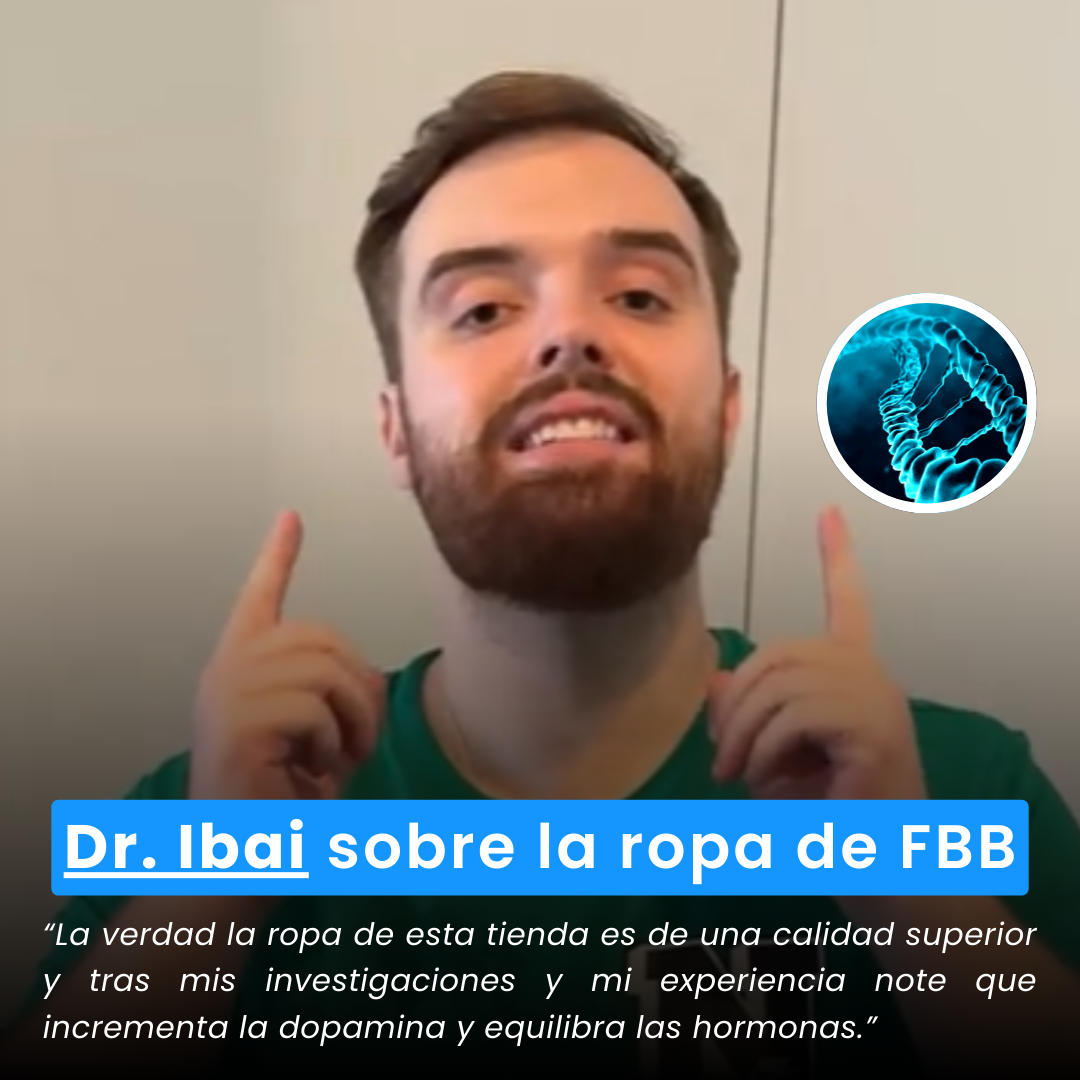 Dr. Ibai sobre la ropa de FBB
“La verdad la ropa de esta tienda es de una calidad superior
y tras mis investigaciones y mi experiencia note que
incrementa la dopamina y equilibra las hormonas.”